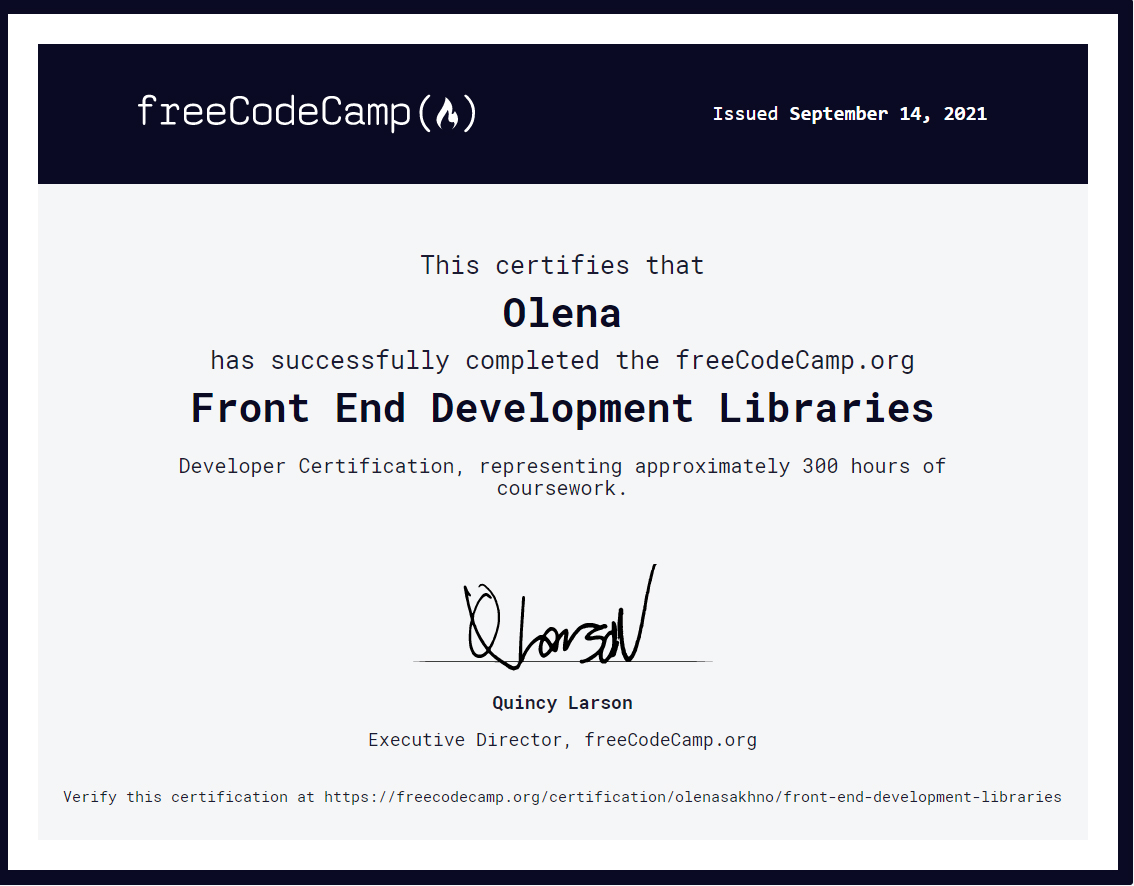 freeCodeCamp(🔥)
Issued September 14, 2021
This certifies that
Olena
has successfully completed the freeCodeCamp.org
Front End Development Libraries
Developer Certification, representing approximately 300 hours of
coursework.
Q Larson
Quincy Larson
Executive Director, freeCodeCamp.org
Verify this certification at https://freecodecamp.org/certification/olenasakhno/front-end-development-libraries